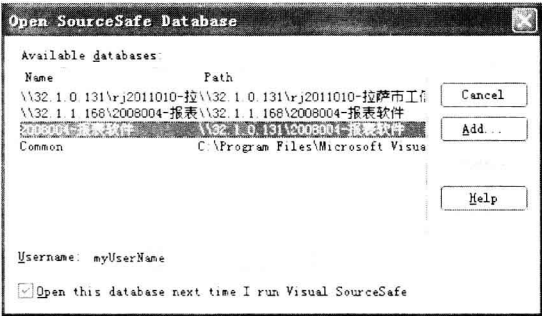 Open SourceSafe Database
Available databases:
Name Path
\\32.1.0.131\rj2011010-拉 \\32.1.0.131\rj2011010-拉萨市工信
\\32.1.1.168\2008004-报表 \\32.1.1.168\2008004-报表软件
2008004-报表软件 \\32.1.0.131\2008004-报表软件
Common C:\Program Files\Microsoft Visua
Cancel
Add...
Help
Username: myUserName
Open this database next time I run Visual SourceSafe